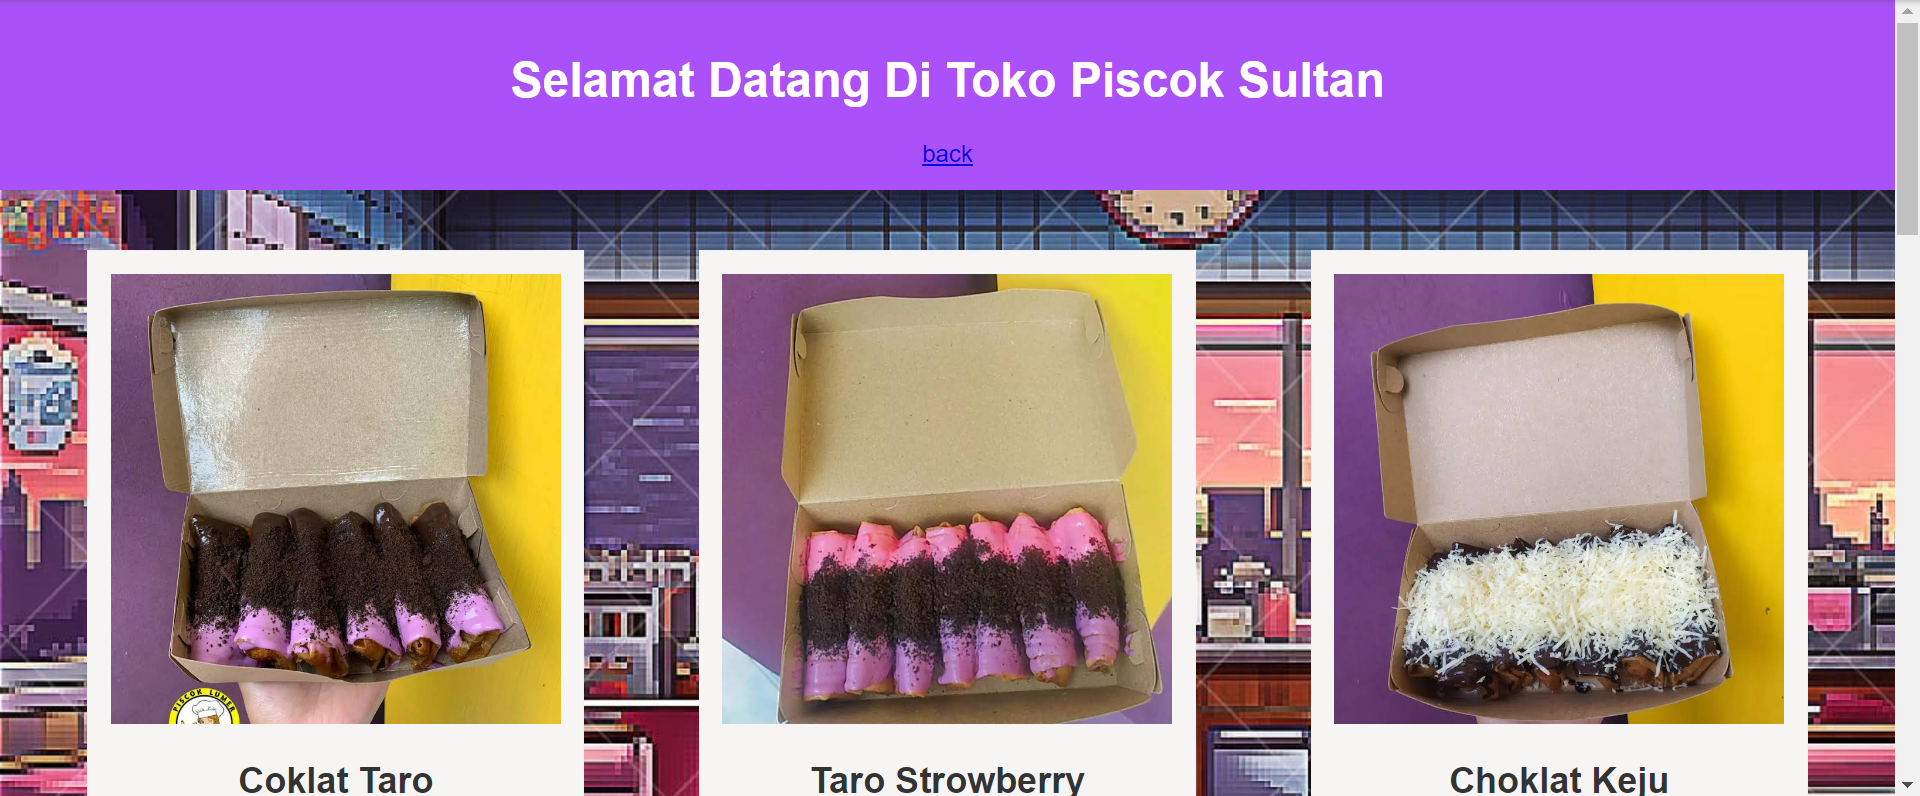 Selamat Datang Di Toko Piscok Sultan
back
PISCOK LUMER
Coklat Taro
Taro Strowberry
Choklat Keju